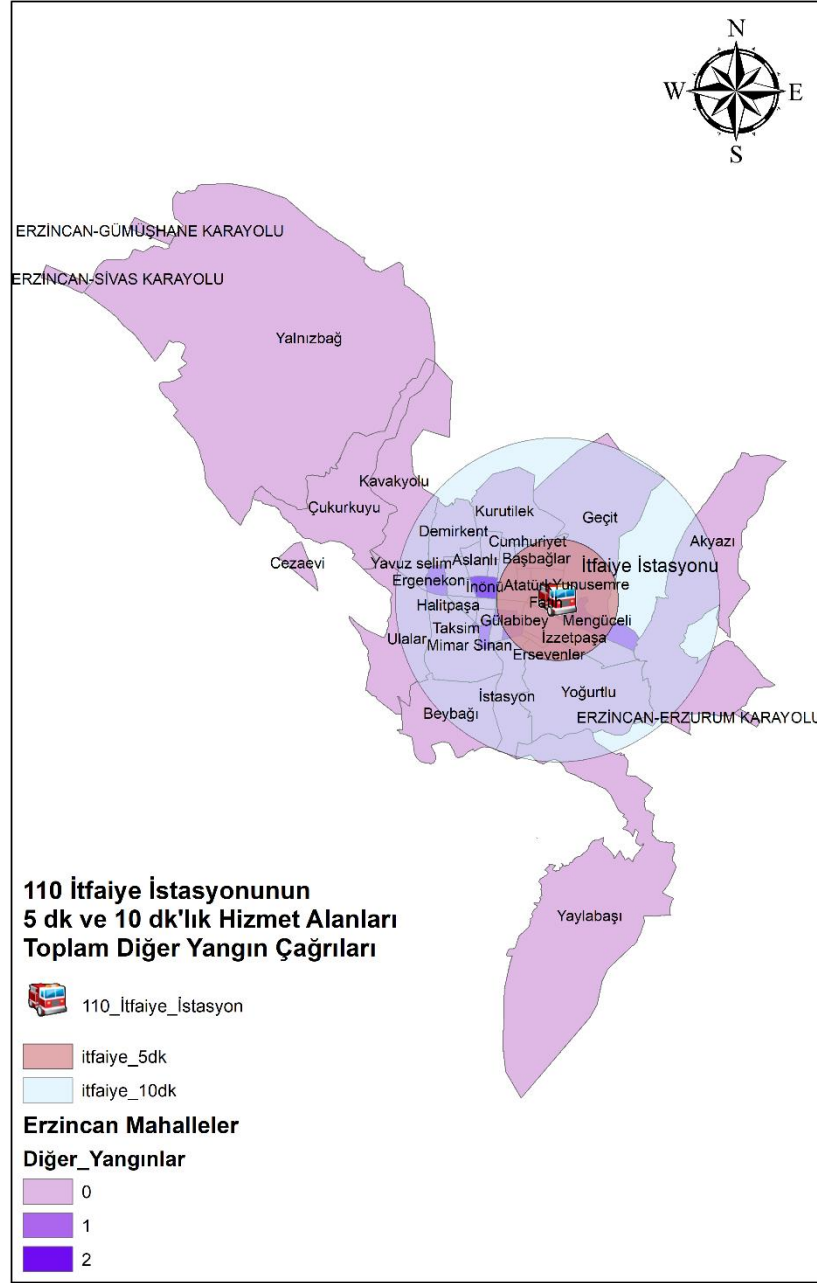 N
W
E
S
ERZİNCAN-GÜMÜŞHANE KARAYOLU
ERZİNCAN-SİVAS KARAYOLU
Yalnızbağ
Kavakyolu
Çukurkuyu
Kurutilek
Geçit
Demirkent
Cumhuriyet
Akyazı
Cezaevi
Yavuz selim
Aslanlı
Başbağlar
İtfaiye İstasyonu
Ergenekon
İnönü
Atatürk
Yunusemre
Halitpaşa
Fatih
Gülabibey
Mengüceli
Taksim
İzzetpaşa
Ulalar
Mimar Sinan
Ersevenler
İstasyon
Yoğurtlu
Beybağı
ERZİNCAN-ERZURUM KARAYOLU
Yaylabaşı
110 İtfaiye İstasyonunun
5 dk ve 10 dk'lık Hizmet Alanları
Toplam Diğer Yangın Çağrıları
110_İtfaiye_İstasyon
itfaiye_5dk
itfaiye_10dk
Erzincan Mahalleler
Diğer_Yangınlar
0
1
2